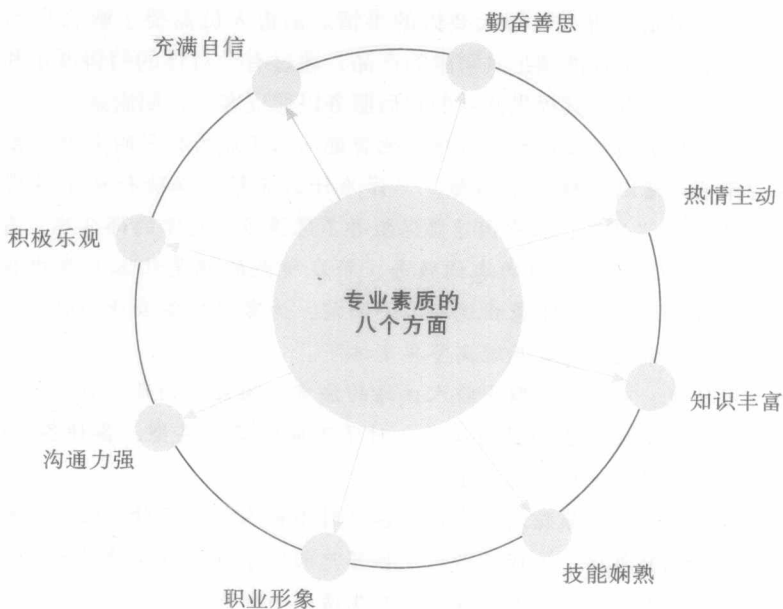 勤奋善思
充满自信
热情主动
积极乐观
专业素质的
八个方面
知识丰富
沟通力强
技能娴熟
职业形象